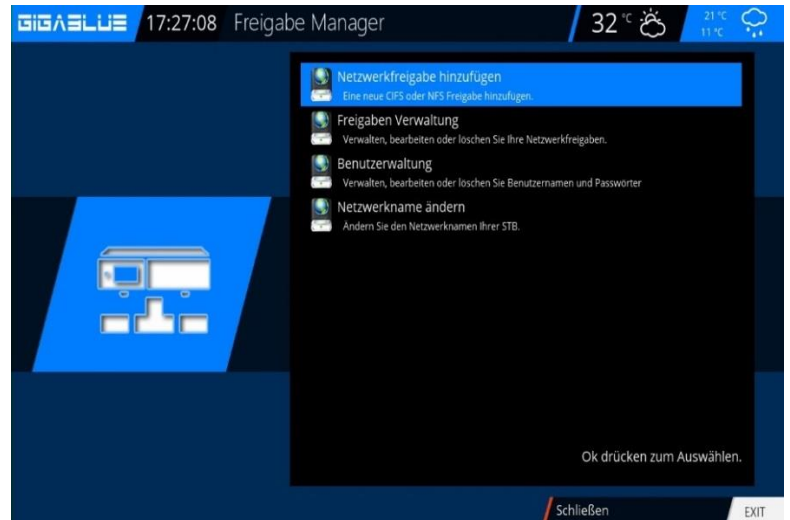 GIGABLUE 17:27:08 Freigabe Manager 32 °C 21 °C
11 °C
Netzwerkfreigabe hinzufügen
Eine neue CIFS oder NFS Freigabe hinzufügen.
Freigaben Verwaltung
Verwalten, bearbeiten oder löschen Sie Ihre Netzwerkfreigaben.
Benutzerwaltung
Verwalten, bearbeiten oder löschen Sie Benutzernamen und Passwörter
Netzwerkname ändern
Ändern Sie den Netzwerknamen Ihrer STB.
Ok drücken zum Auswählen.
Schließen EXIT